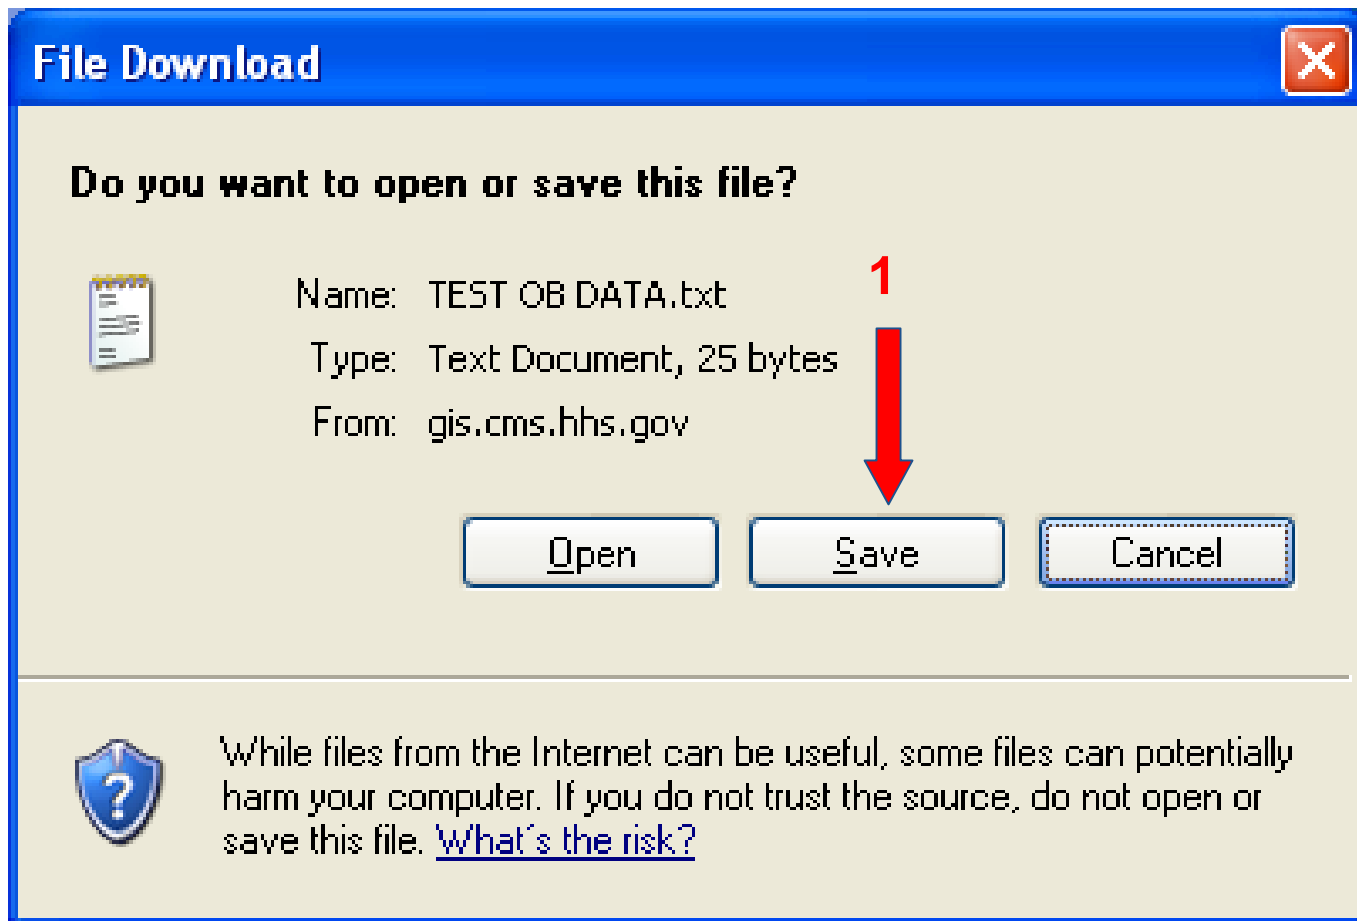 File Download
Do you want to open or save this file?
Name: TEST OB DATA.txt
1
Type: Text Document, 25 bytes
From: gis.cms.hhs.gov
Open Save Cancel
While files from the Internet can be useful, some files can potentially
harm your computer. If you do not trust the source, do not open or
save this file. What's the risk?